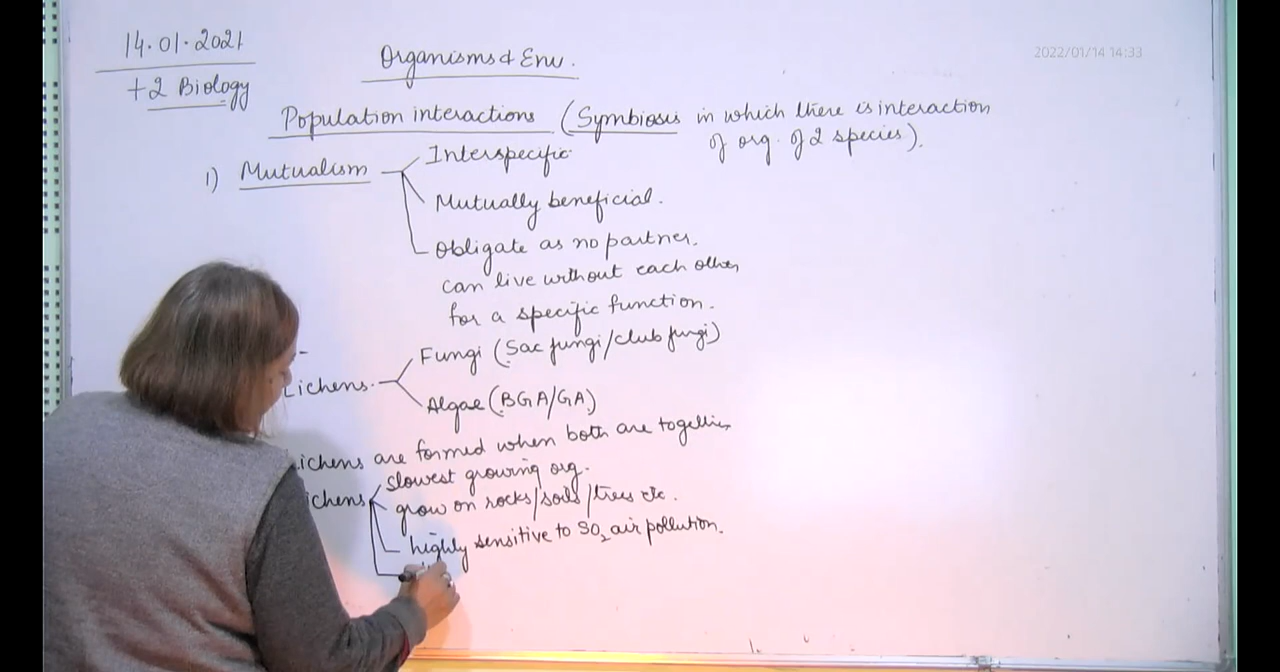 14.01.2021
2022/01/14 14:33
Organisms & Env.
+2 Biology
Population interactions (Symbiosis in which there is interaction
of org. of 2 species).
1) Mutualism
Interspecific
Mutually beneficial.
Obligate as no partner.
can live without each other
for a specific function.
Lichens.
Fungi (Sac fungi/club fungi)
Algae (BGA/GA)
ichens are formed when both are together
ichens
slowest growing org.
grow on rocks/soils/trees etc.
highly sensitive to SO2 air pollution.